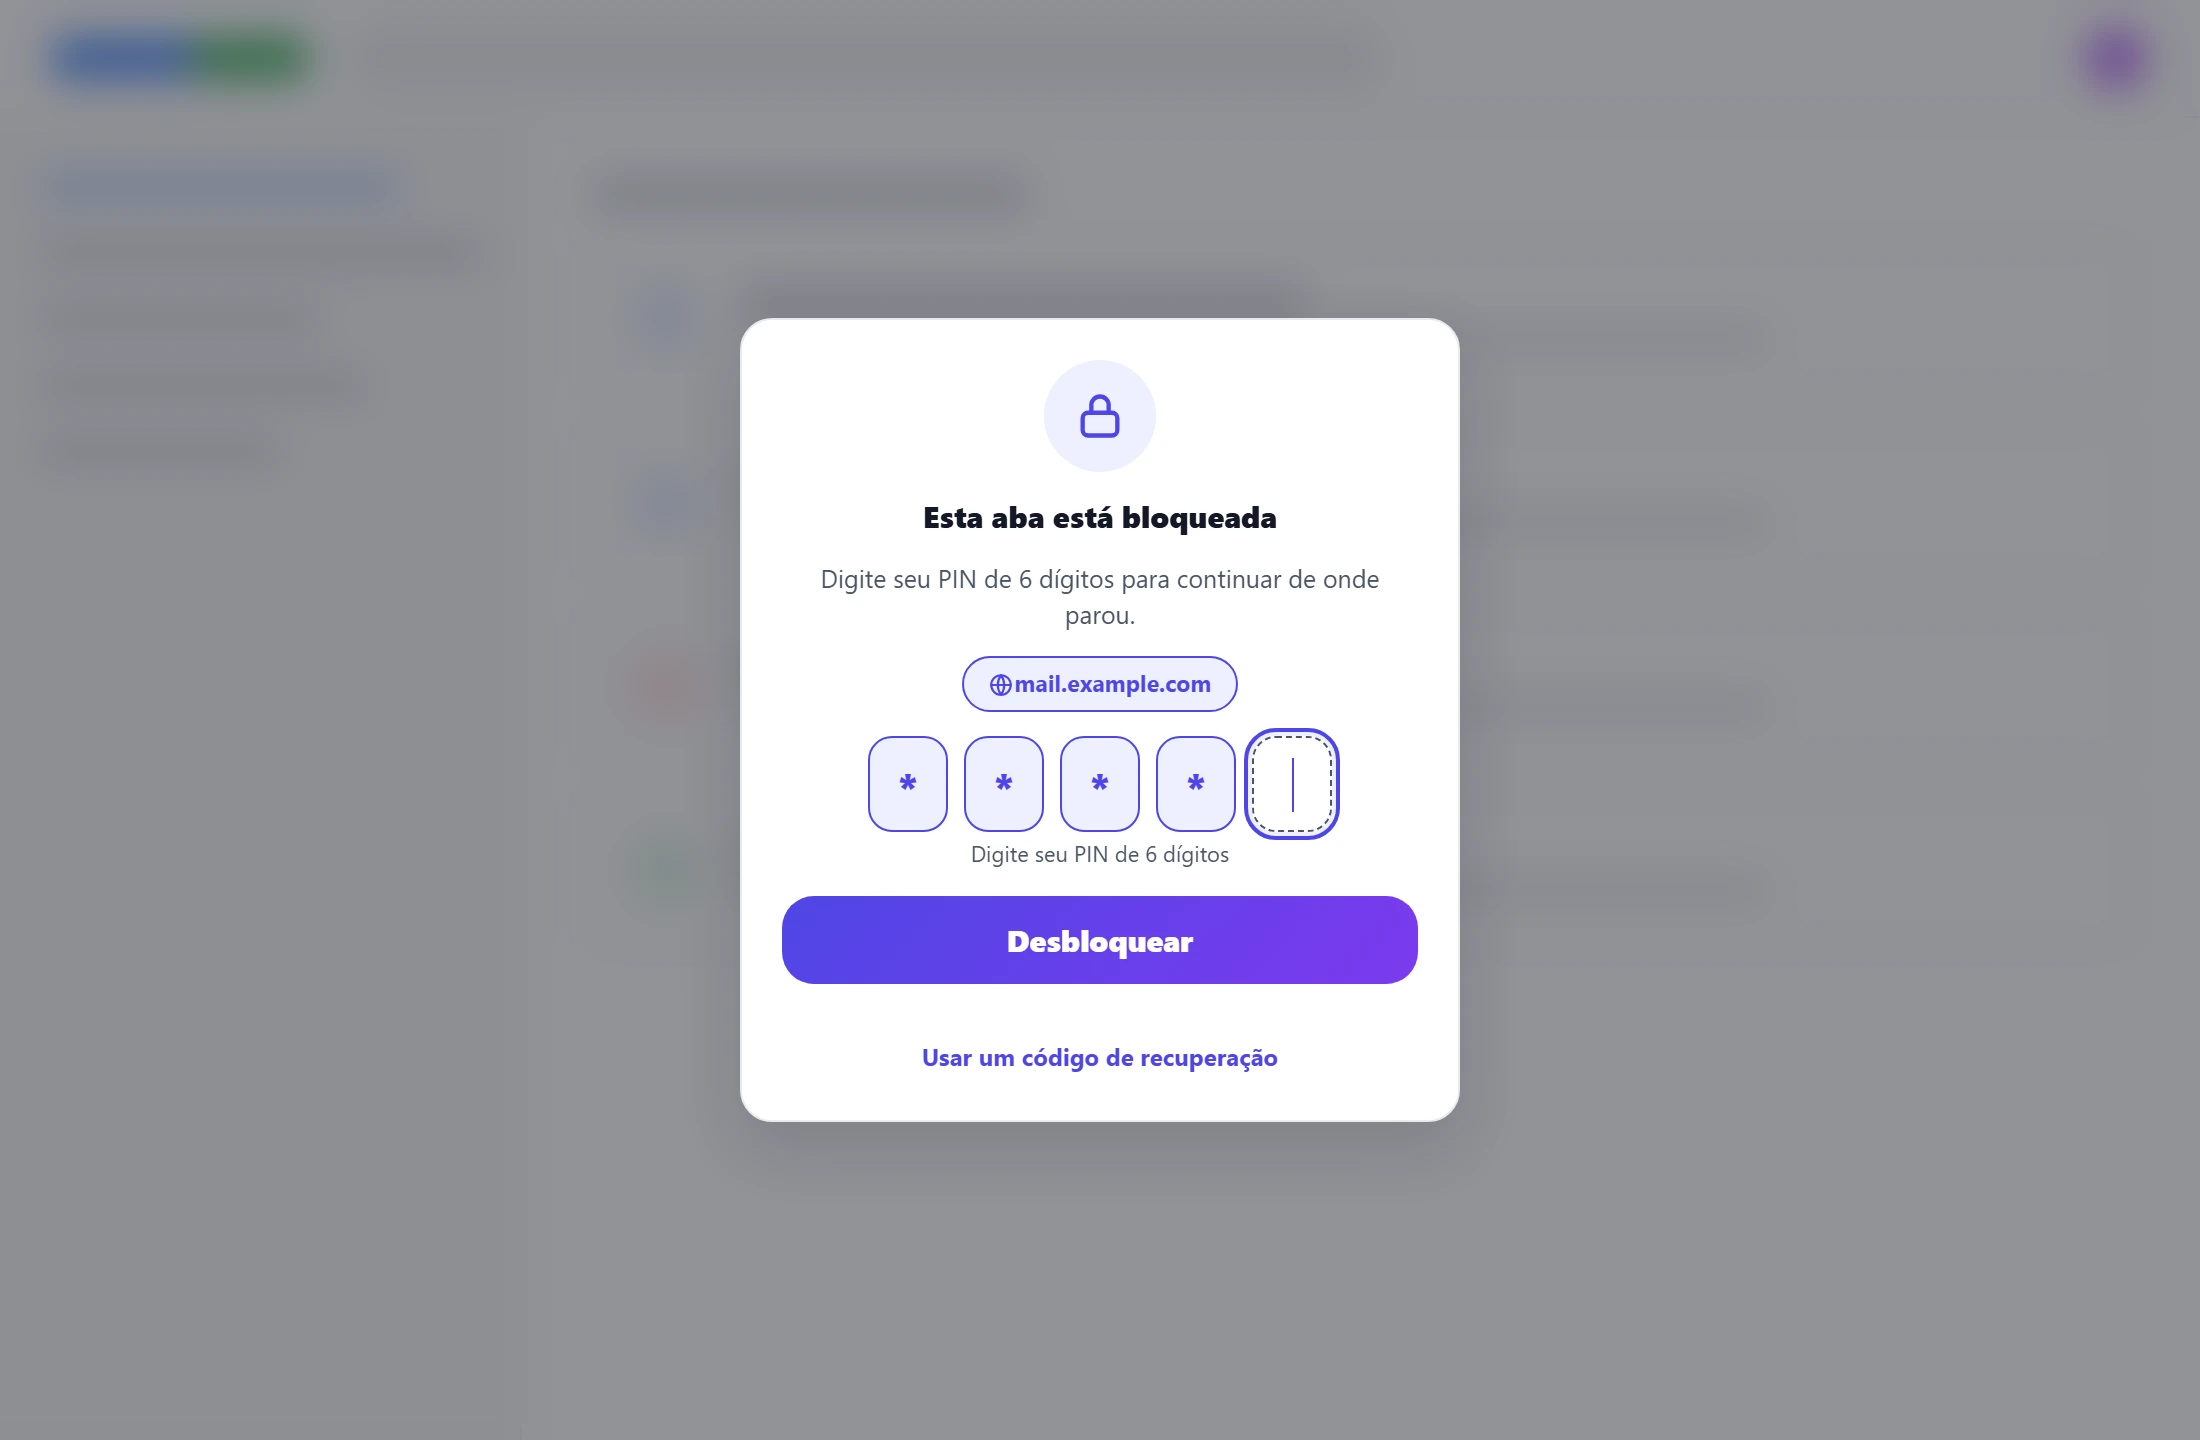 Esta aba está bloqueada
Digite seu PIN de 6 dígitos para continuar de onde
parou.
mail.example.com
* * * *
Digite seu PIN de 6 dígitos
Desbloquear
Usar um código de recuperação